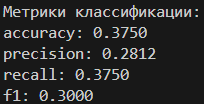 Метрики классификации:
accuracy: 0.3750
precision: 0.2812
recall: 0.3750
f1: 0.3000